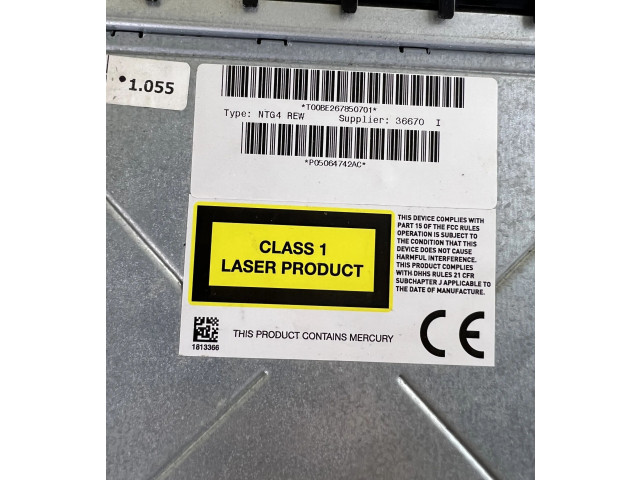 •1.055
*T00BE267850701*
Type: NTG4 REW Supplier: 36670 I
*P05064742AC*
CLASS 1
LASER PRODUCT
THIS DEVICE COMPLIES WITH
PART 15 OF THE FCC RULES
OPERATION IS SUBJECT TO
THE CONDITION THAT THIS
DEVICE DOES NOT CAUSE
HARMFUL INTERFERENCE.
THIS PRODUCT COMPLIES
WITH DHHS RULES 21 CFR
SUBCHAPTER J APPLICABLE TO
THE DATE OF MANUFACTURE.
THIS PRODUCT CONTAINS MERCURY
1813366
CE